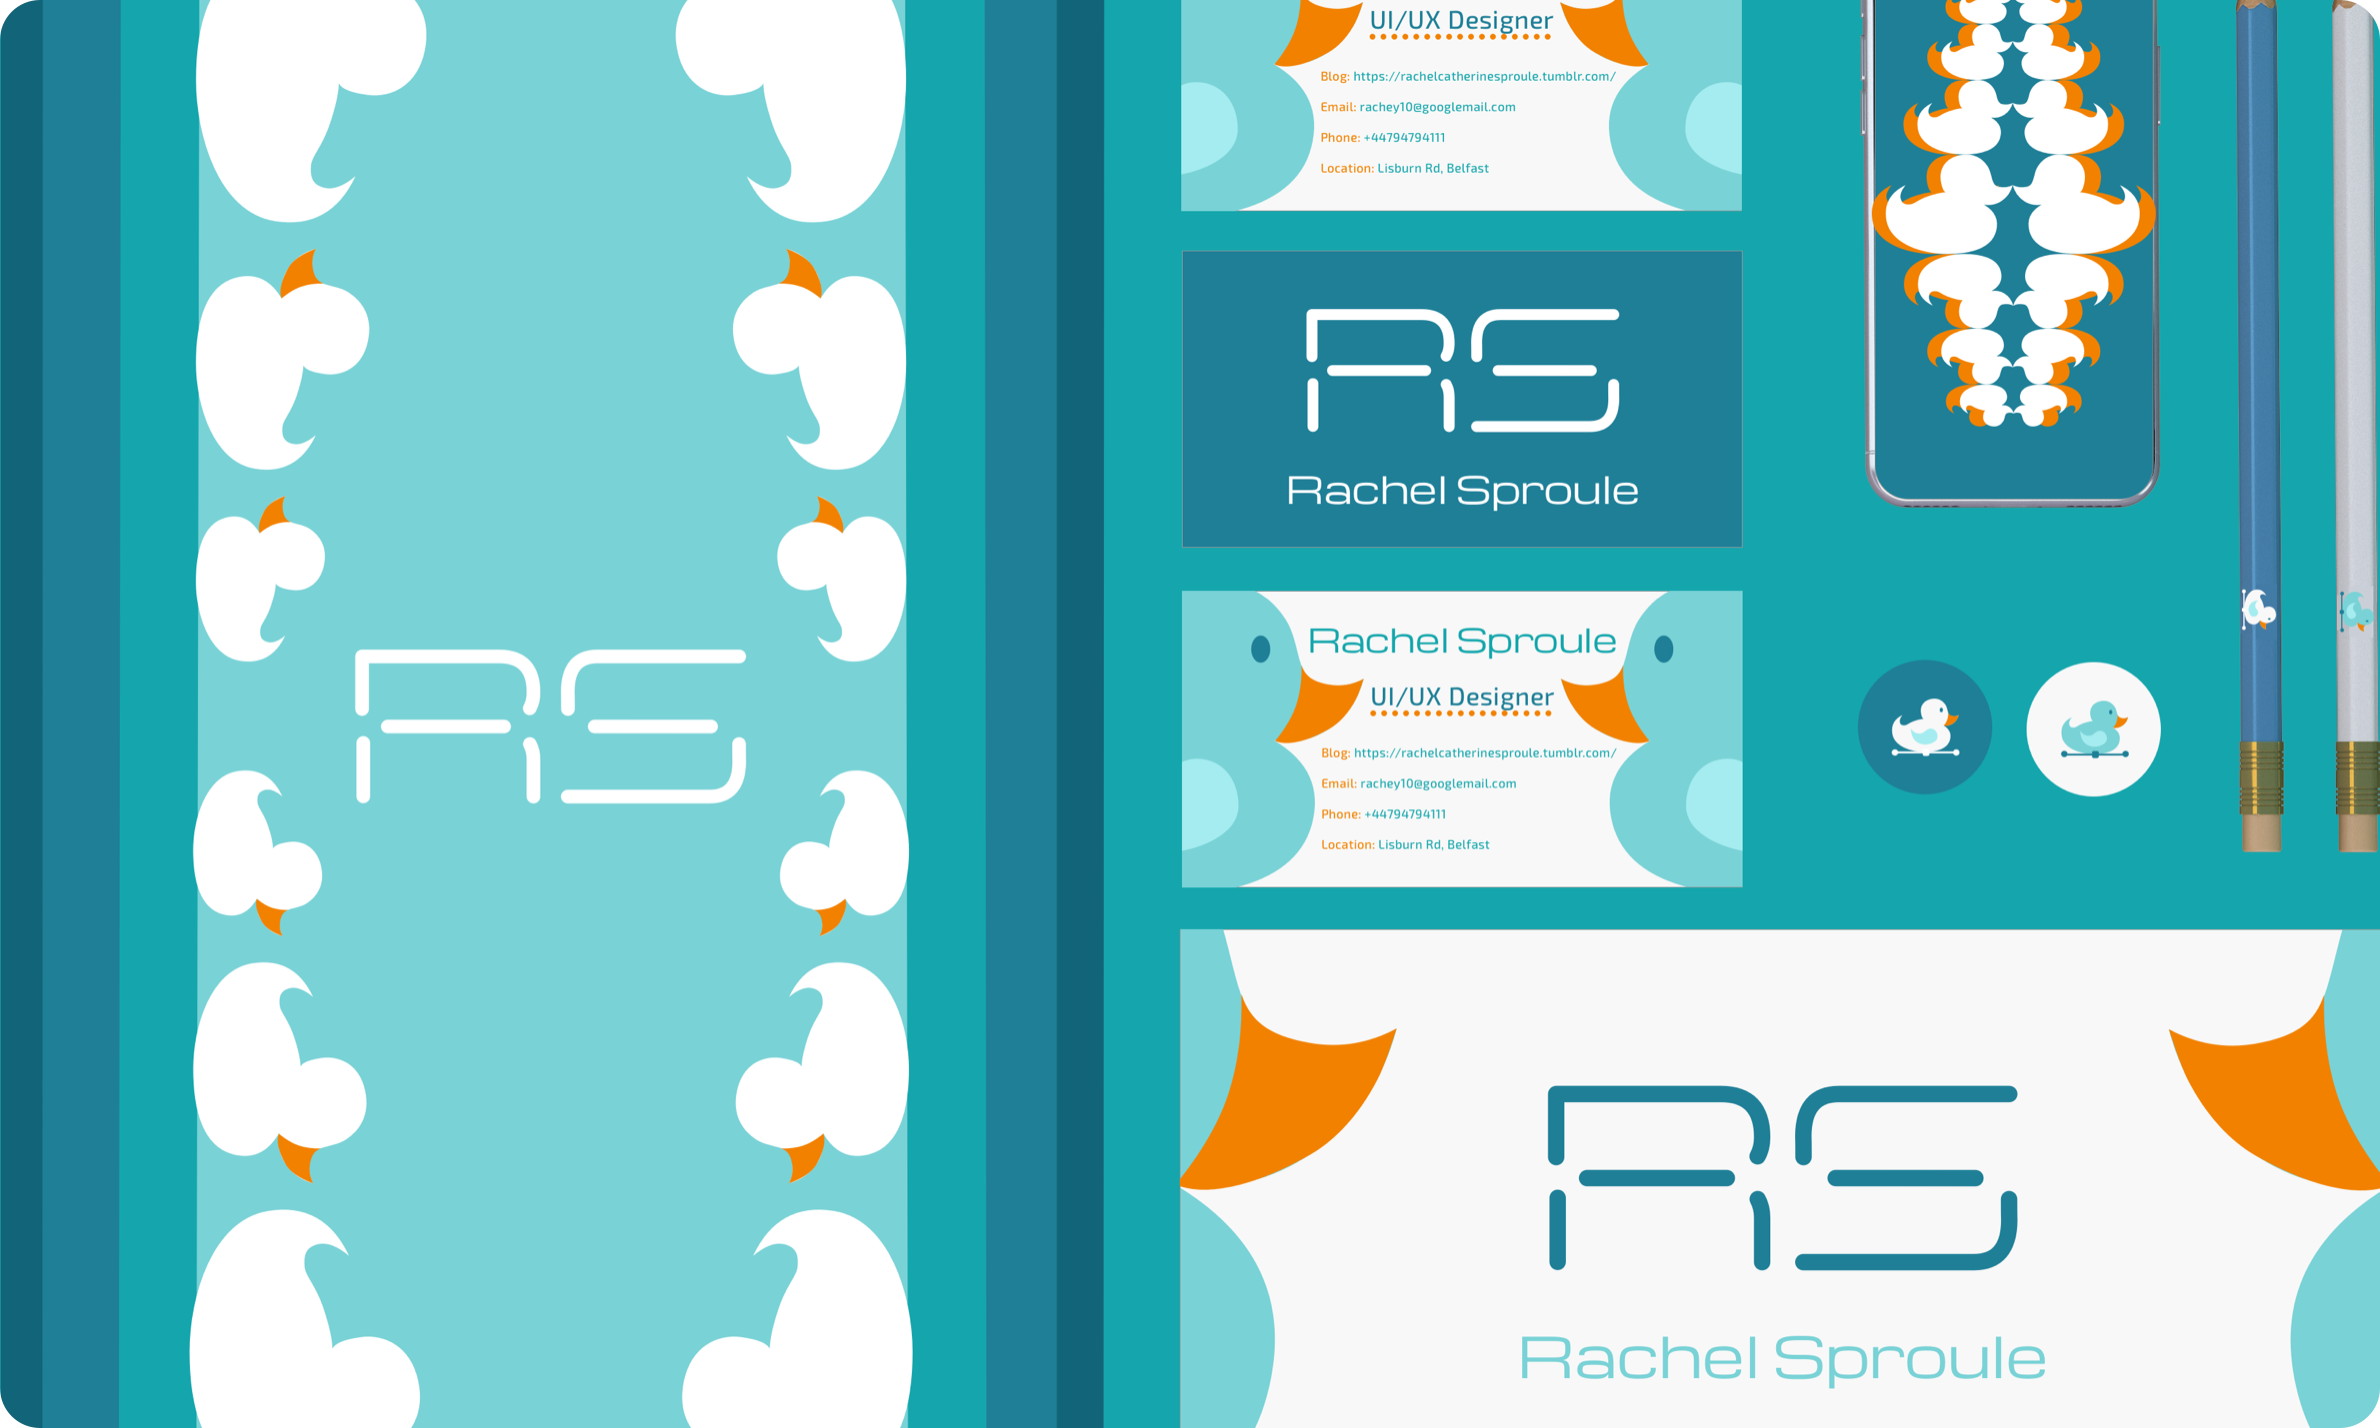 RS
UI/UX Designer
Blog: https://rachelcatherinesproule.tumblr.com/
Email: rachey10@googlemail.com
Phone: +44794794111
Location: Lisburn Rd, Belfast
RS
Rachel Sproule
Rachel Sproule
UI/UX Designer
Blog: https://rachelcatherinesproule.tumblr.com/
Email: rachey10@googlemail.com
Phone: +44794794111
Location: Lisburn Rd, Belfast
RS
Rachel Sproule